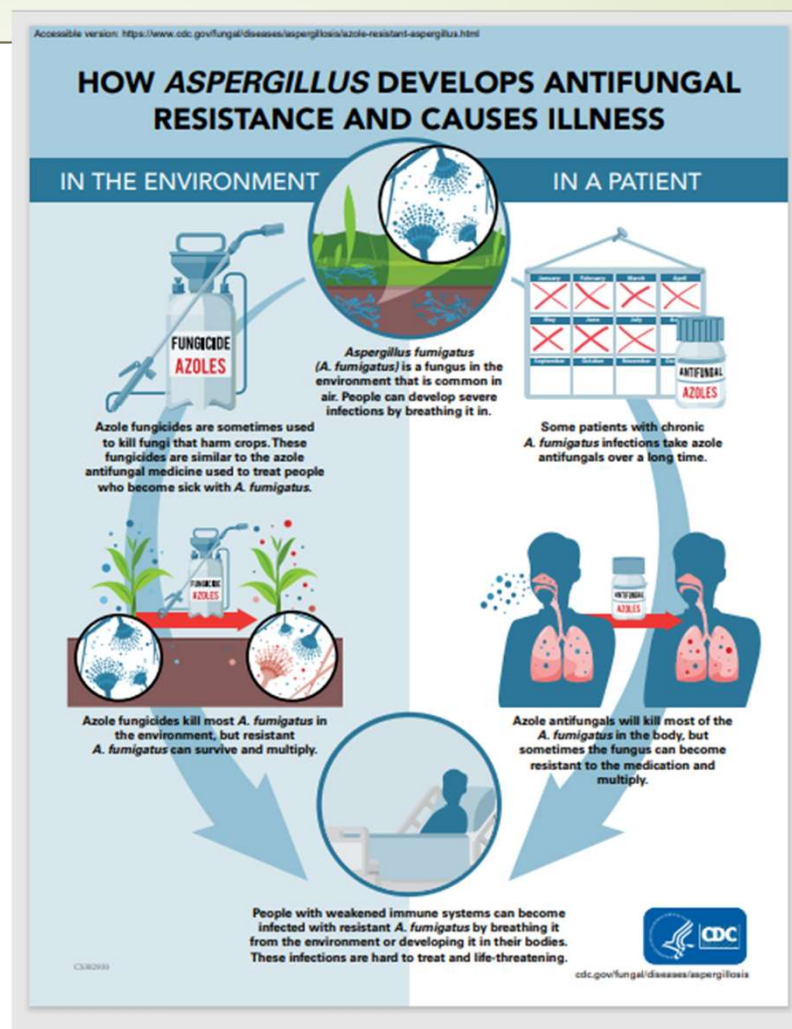 Accessible version: https://www.cdc.gov/fungal/diseases/aspergillosis/azole-resistant-aspergillus.html
HOW ASPERGILLUS DEVELOPS ANTIFUNGAL
RESISTANCE AND CAUSES ILLNESS
IN THE ENVIRONMENT
IN A PATIENT
FUNGICIDE
AZOLES
Aspergillus fumigatus
(A. fumigatus) is a fungus in the
environment that is common in
air. People can develop severe
infections by breathing it in.
January February March April
May June July
September October November
ANTIFUNGAL
AZOLES
Azole fungicides are sometimes used
to kill fungi that harm crops. These
fungicides are similar to the azole
antifungal medicine used to treat people
who become sick with A. fumigatus.
Some patients with chronic
A. fumigatus infections take azole
antifungals over a long time.
FUNGICIDE
AZOLES
ANTIFUNGAL
AZOLES
Azole fungicides kill most A. fumigatus in
the environment, but resistant
A. fumigatus can survive and multiply.
Azole antifungals will kill most of the
A. fumigatus in the body, but
sometimes the fungus can become
resistant to the medication and
multiply.
People with weakened immune systems can become
infected with resistant A. fumigatus by breathing it
from the environment or developing it in their bodies.
These infections are hard to treat and life-threatening.
CDC
cdc.gov/fungal/diseases/aspergillosis